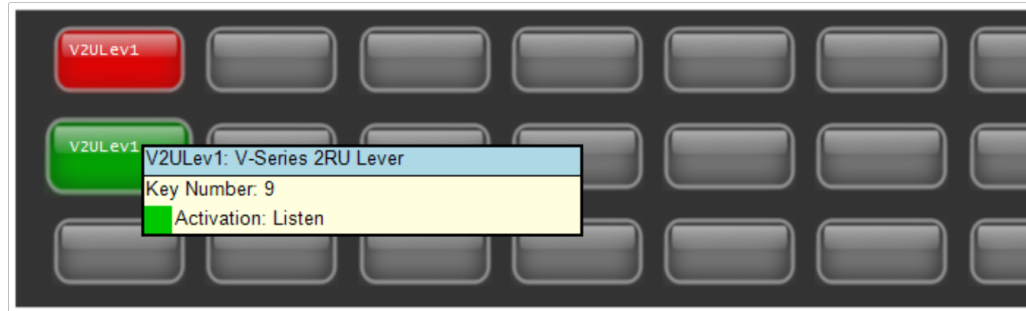 V2ULev1
V2ULev1
V2ULev1: V-Series 2RU Lever
Key Number: 9
Activation: Listen